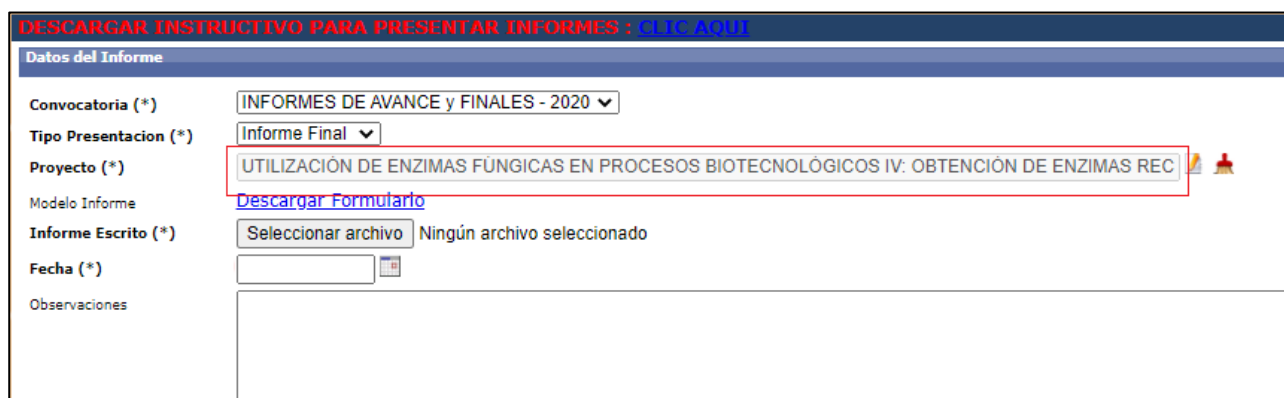 DESCARGAR INSTRUCTIVO PARA PRESENTAR INFORMES : CLIC AQUI
Datos del Informe
Convocatoria (*) INFORMES DE AVANCE y FINALES - 2020
Tipo Presentacion (*) Informe Final
Proyecto (*) UTILIZACIÓN DE ENZIMAS FÚNGICAS EN PROCESOS BIOTECNOLÓGICOS IV: OBTENCIÓN DE ENZIMAS REC
Modelo Informe Descargar Formulario
Informe Escrito (*) Seleccionar archivo Ningún archivo seleccionado
Fecha (*)
Observaciones